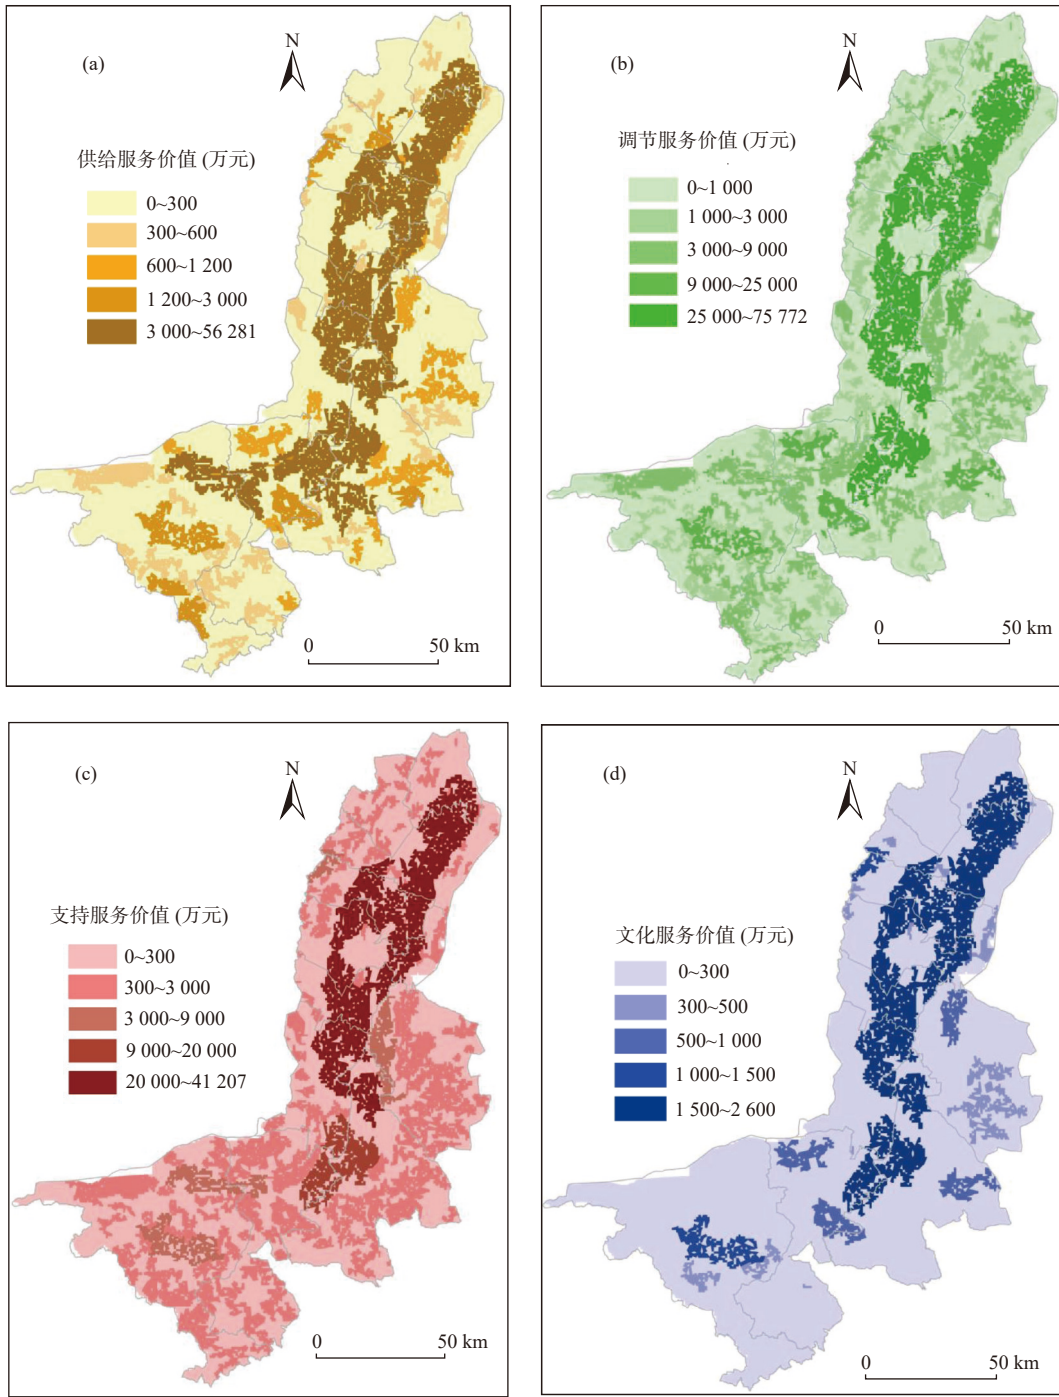 (a)
N
供给服务价值 (万元)
0~300
300~600
600~1 200
1 200~3 000
3 000~56 281
0
50 km
(b)
N
调节服务价值 (万元)
0~1 000
1 000~3 000
3 000~9 000
9 000~25 000
25 000~75 772
0
50 km
(c)
N
支持服务价值 (万元)
0~300
300~3 000
3 000~9 000
9 000~20 000
20 000~41 207
0
50 km
(d)
N
文化服务价值 (万元)
0~300
300~500
500~1 000
1 000~1 500
1 500~2 600
0
50 km